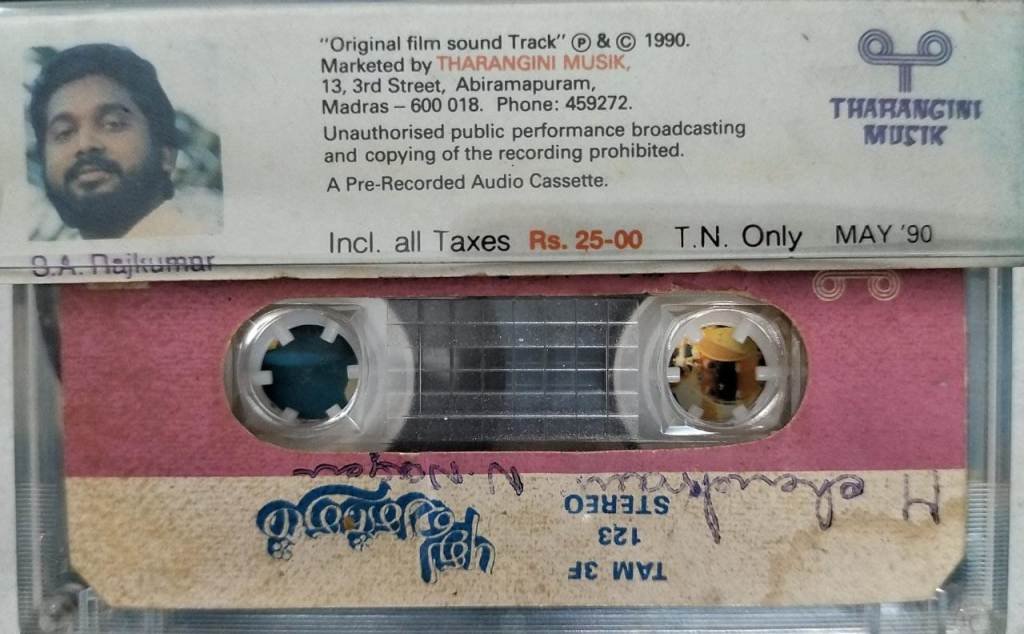 "Original film sound Track" Ⓟ & © 1990.
Marketed by THARANGINI MUSIK,
13, 3rd Street, Abiramapuram,
Madras – 600 018. Phone: 459272.
Unauthorised public performance broadcasting
and copying of the recording prohibited.
A Pre-Recorded Audio Cassette.
Incl. all Taxes Rs. 25-00 T.N. Only MAY '90
THARANGINI
MUSIK
S.A. Rajkumar
TAM 3F
123
STEREO